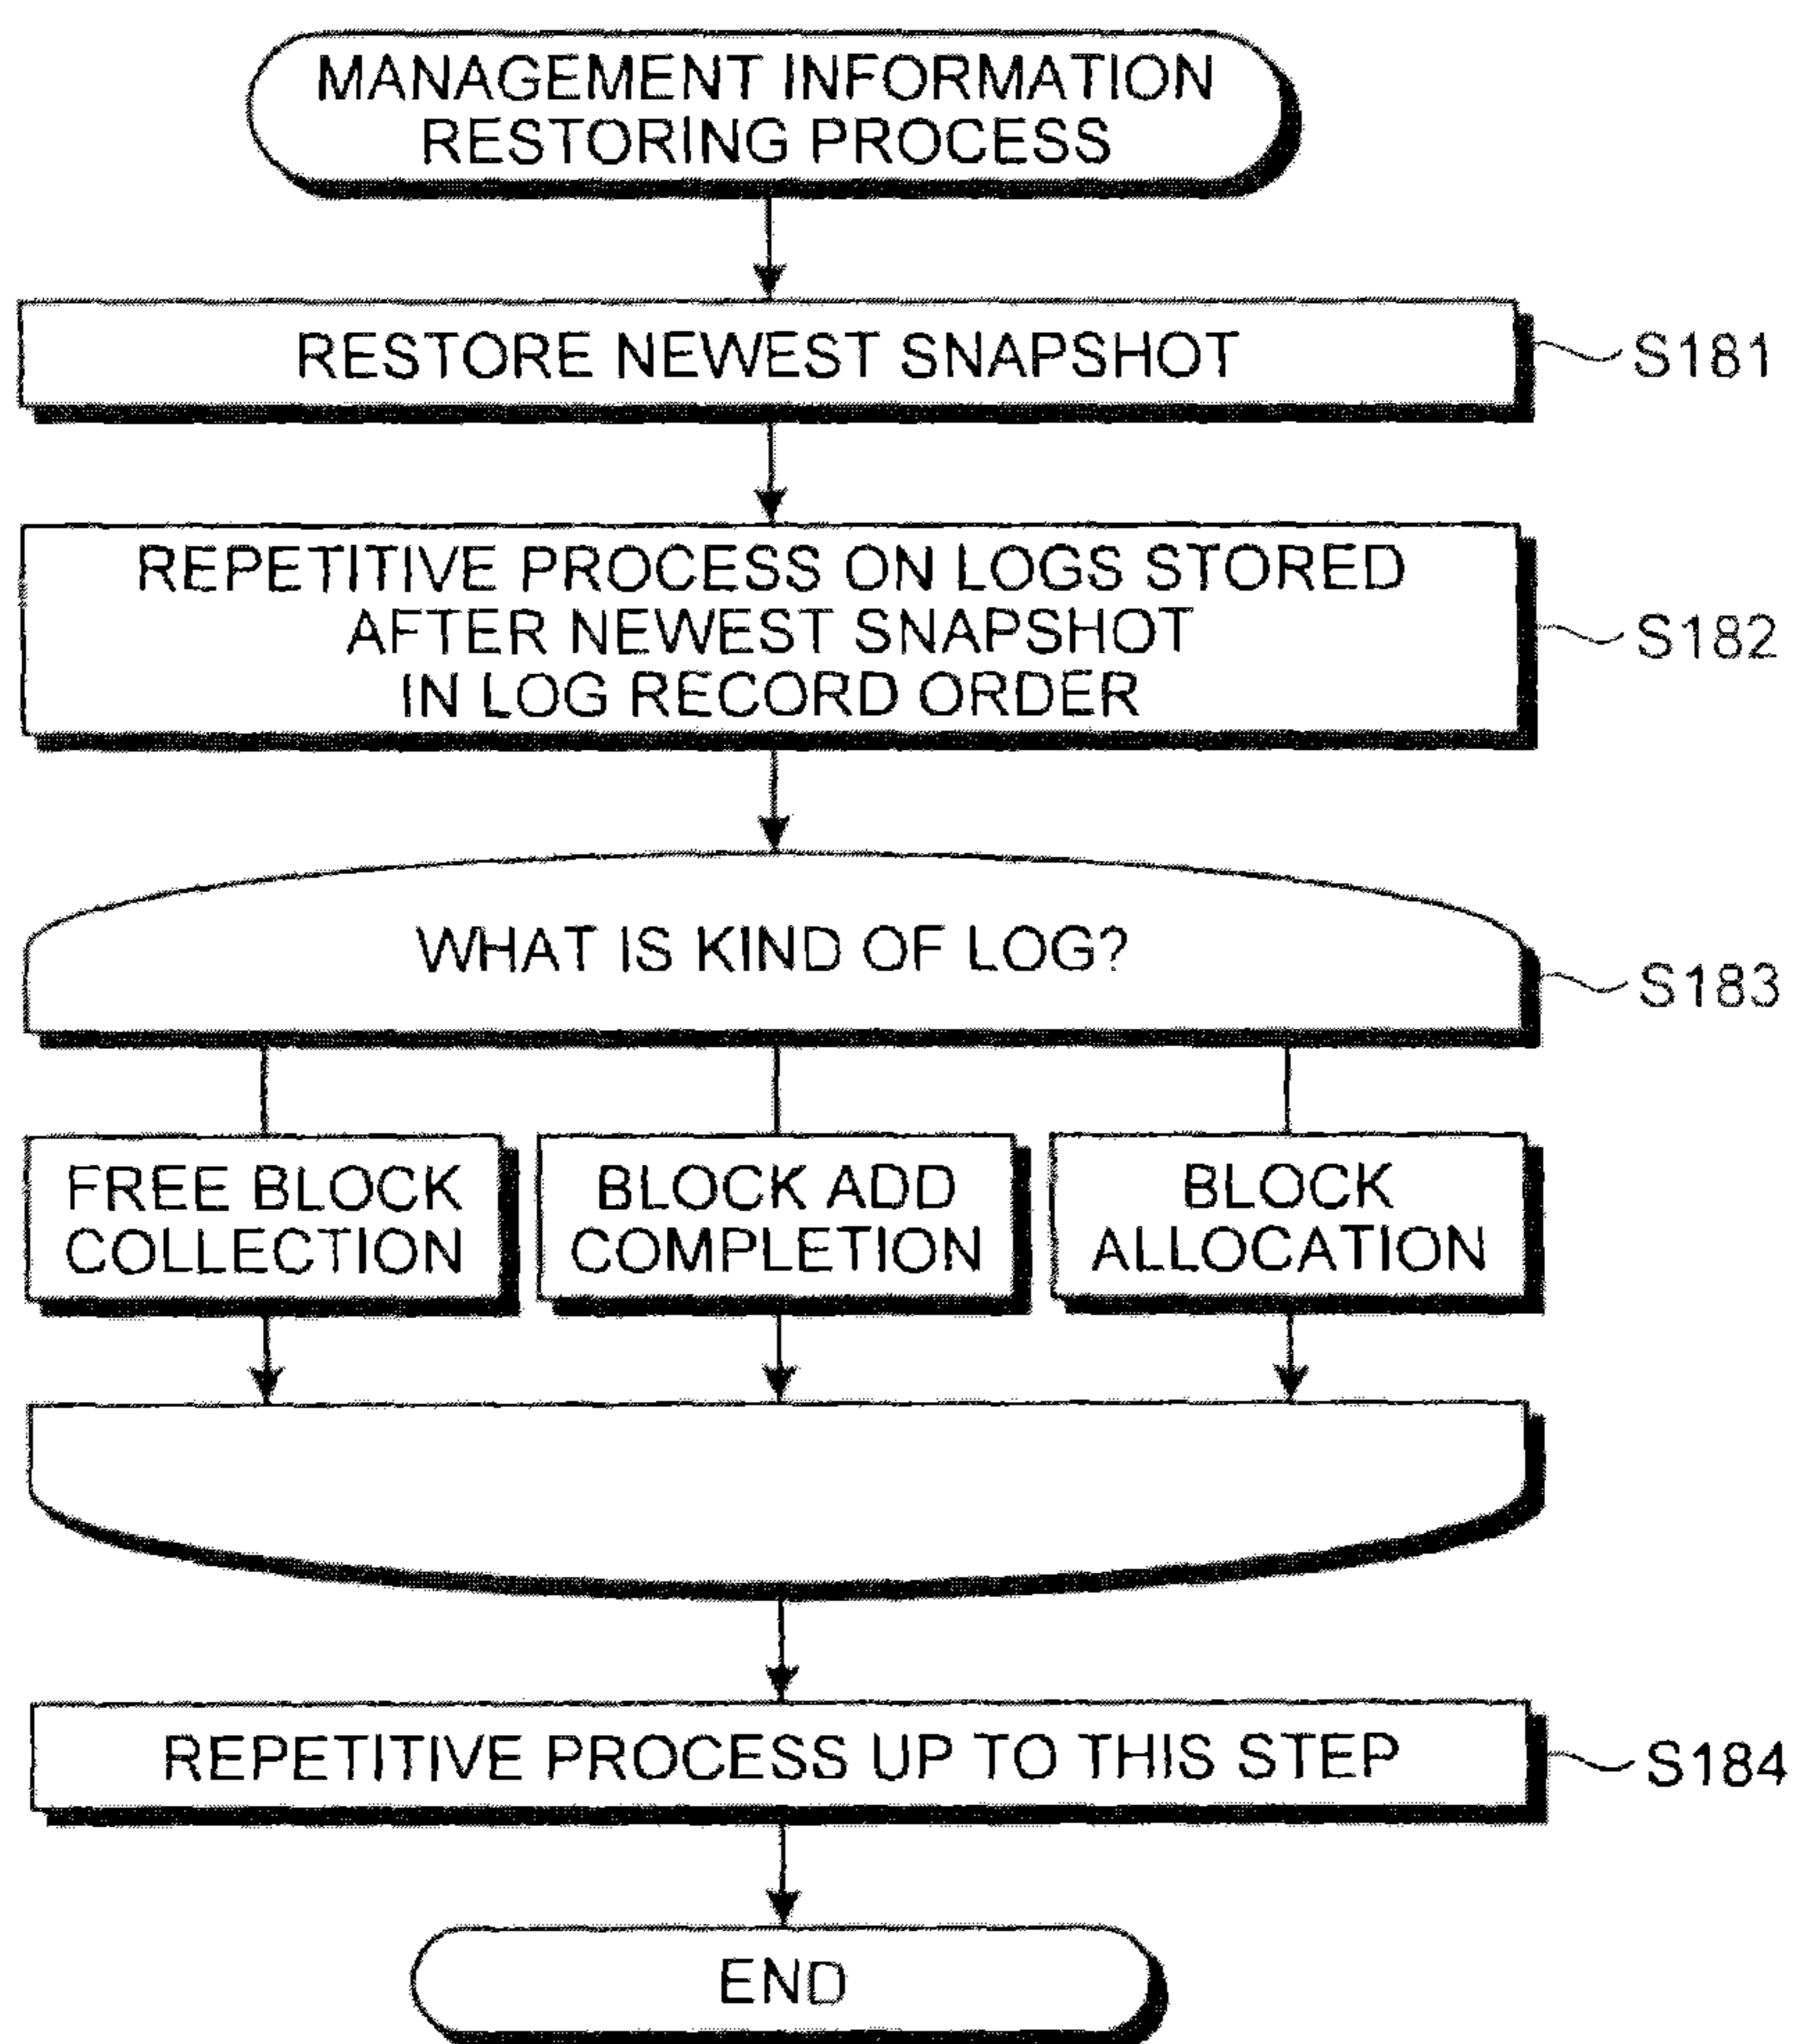 MANAGEMENT INFORMATION
RESTORING PROCESS
RESTORE NEWEST SNAPSHOT
S181
REPETITIVE PROCESS ON LOGS STORED
AFTER NEWEST SNAPSHOT
IN LOG RECORD ORDER
S182
WHAT IS KIND OF LOG?
S183
FREE BLOCK
COLLECTION
BLOCK ADD
COMPLETION
BLOCK
ALLOCATION
REPETITIVE PROCESS UP TO THIS STEP
S184
END